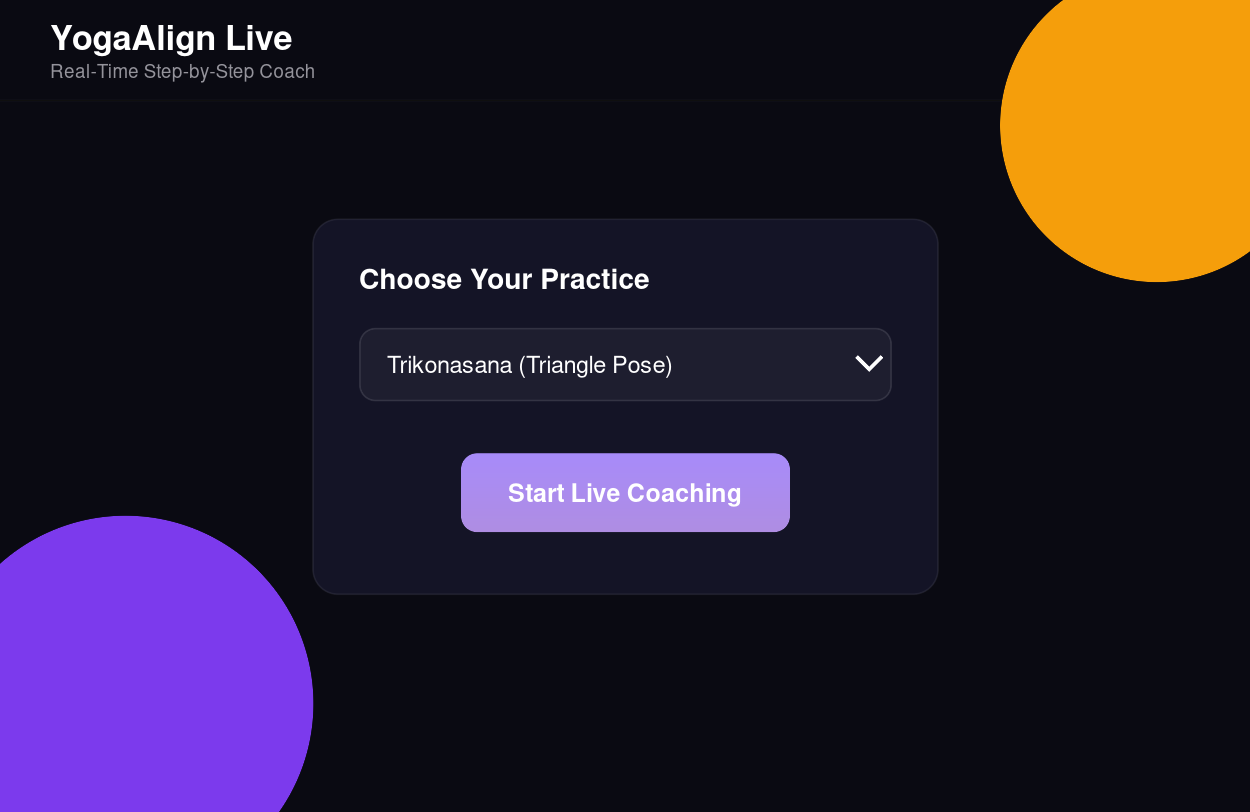 YogaAlign Live
Real-Time Step-by-Step Coach
Choose Your Practice
Trikonasana (Triangle Pose)
Start Live Coaching